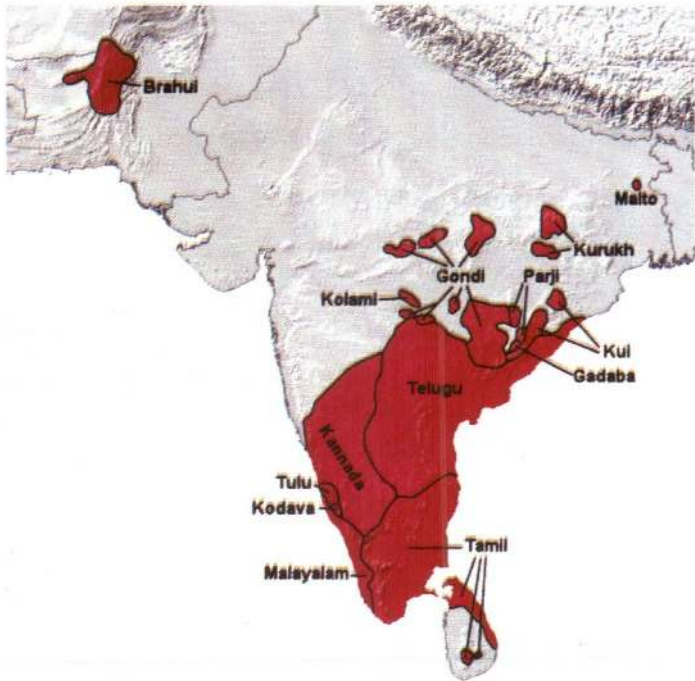 Brahui
Malto
Kurukh
Gondi
Parji
Kolami
Kui
Gadaba
Telugu
Kannada
Tulu
Kodava
Malayalam
Tamil